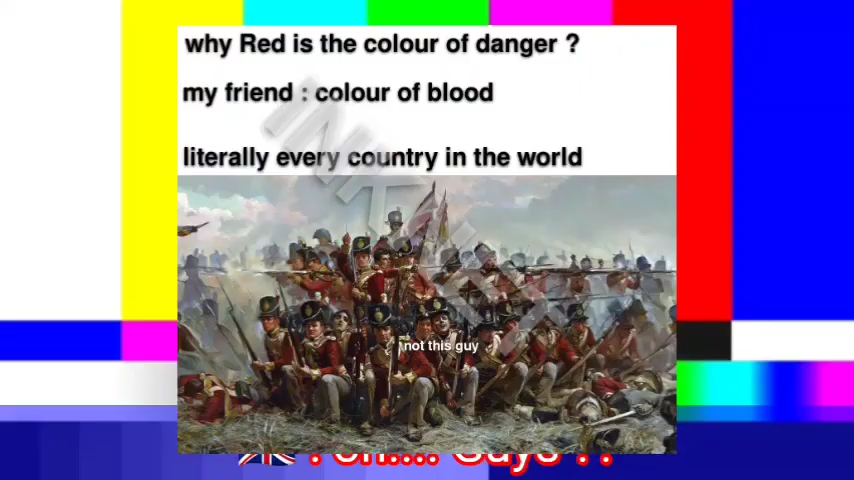 why Red is the colour of danger ?
my friend : colour of blood
literally every country in the world
not this guy
Guys ??